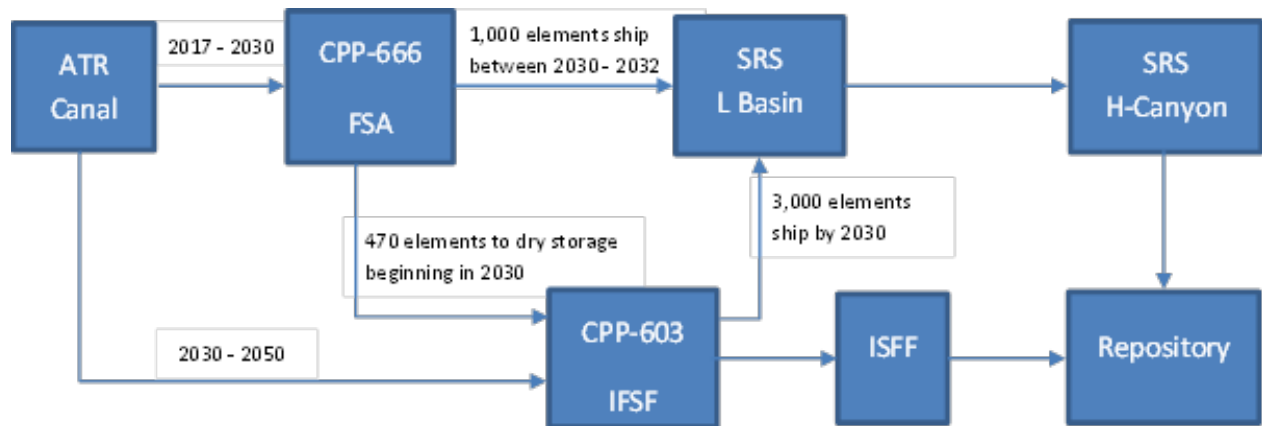 ATR
Canal
2017 - 2030
CPP-666
FSA
1,000 elements ship
between 2030- 2032
SRS
L Basin
SRS
H-Canyon
470 elements to dry storage
beginning in 2030
3,000 elements
ship by 2030
2030 - 2050
CPP-603
IFSF
ISFF
Repository